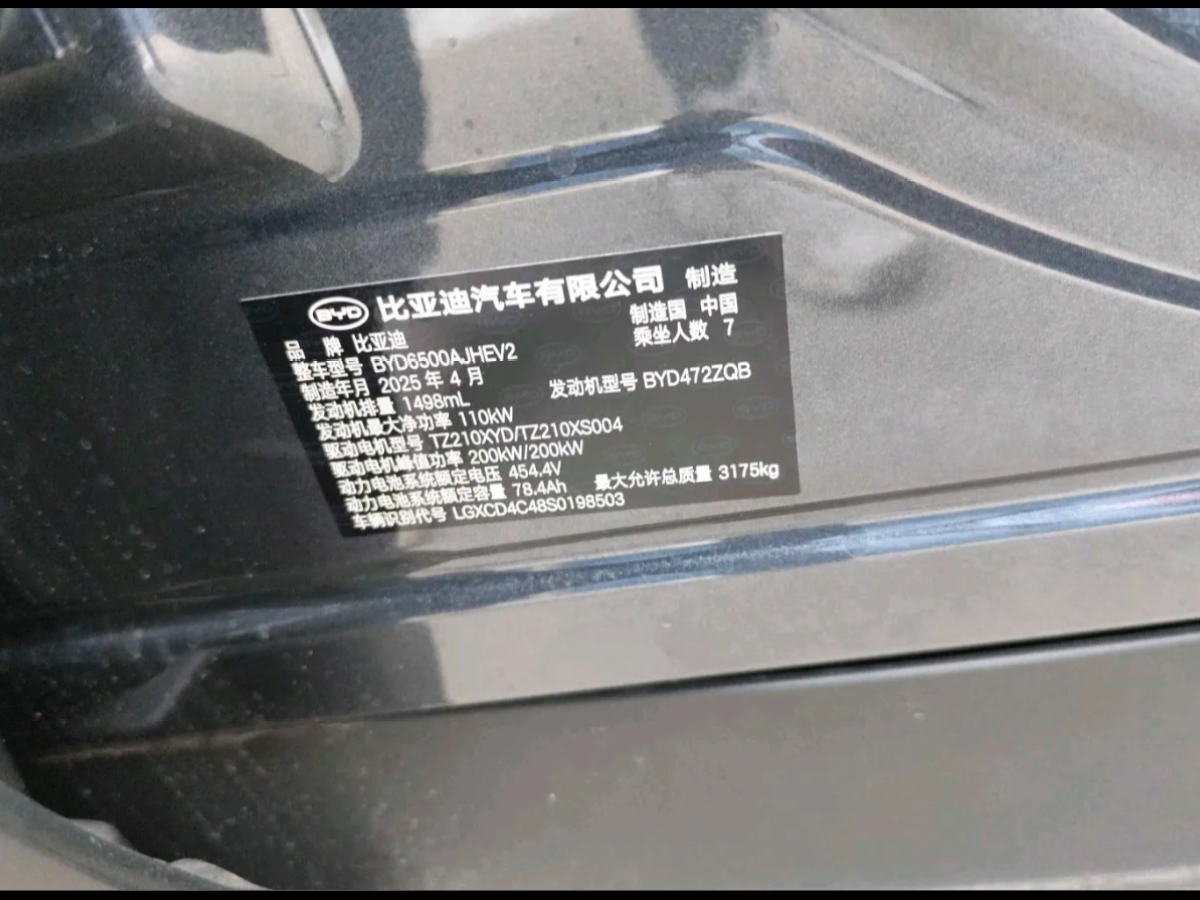 BYD 比亚迪汽车有限公司 制造
品 牌 比亚迪 制造国 中国
整车型号 BYD6500AJHEV2 乘坐人数 7
制造年月 2025 年 4 月
发动机排量 1498mL 发动机型号 BYD472ZQB
发动机最大净功率 110kW
驱动电机型号 TZ210XYD/TZ210XS004
驱动电机峰值功率 200kW/200kW
动力电池系统额定电压 454.4V
动力电池系统额定容量 78.4Ah 最大允许总质量 3175kg
车辆识别代号 LGXCD4C48S0198503